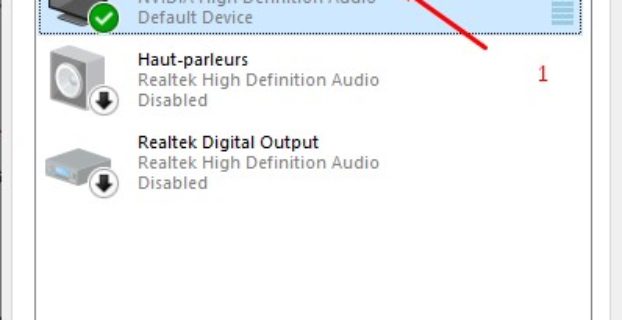 NVIDIA High Definition Audio
Default Device
1
Haut-parleurs
Realtek High Definition Audio
Disabled
Realtek Digital Output
Realtek High Definition Audio
Disabled